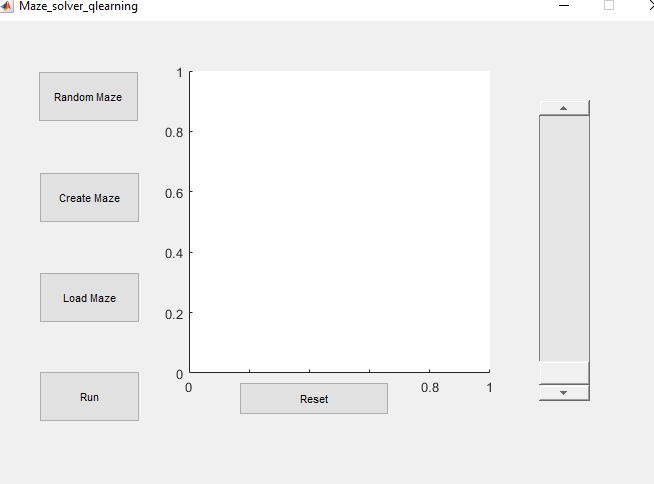 Maze_solver_qlearning
Random Maze
Create Maze
Load Maze
Run
1
0.8
0.6
0.4
0.2
0
0
0.8
1
Reset